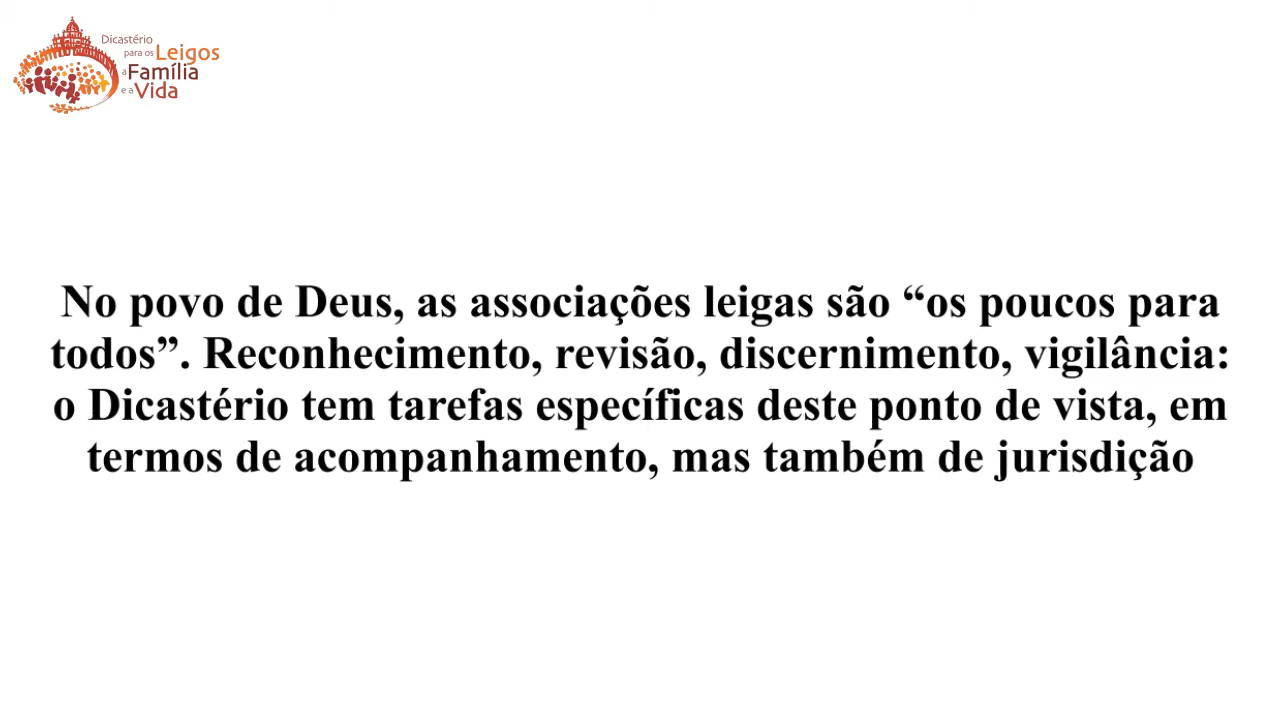 Dicastério
para os Leigos
a Família
e a Vida
No povo de Deus, as associações leigas são “os poucos para
todos”. Reconhecimento, revisão, discernimento, vigilância:
o Dicastério tem tarefas específicas deste ponto de vista, em
termos de acompanhamento, mas também de jurisdição